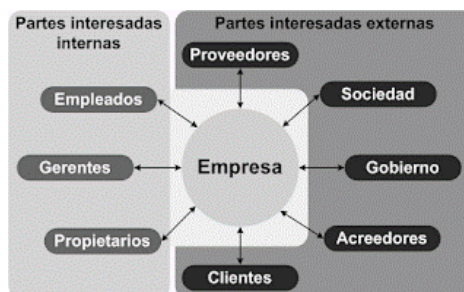 Partes interesadas
internas
Partes interesadas externas
Proveedores
Empleados
Sociedad
Gerentes
Empresa
Gobierno
Propietarios
Acreedores
Clientes